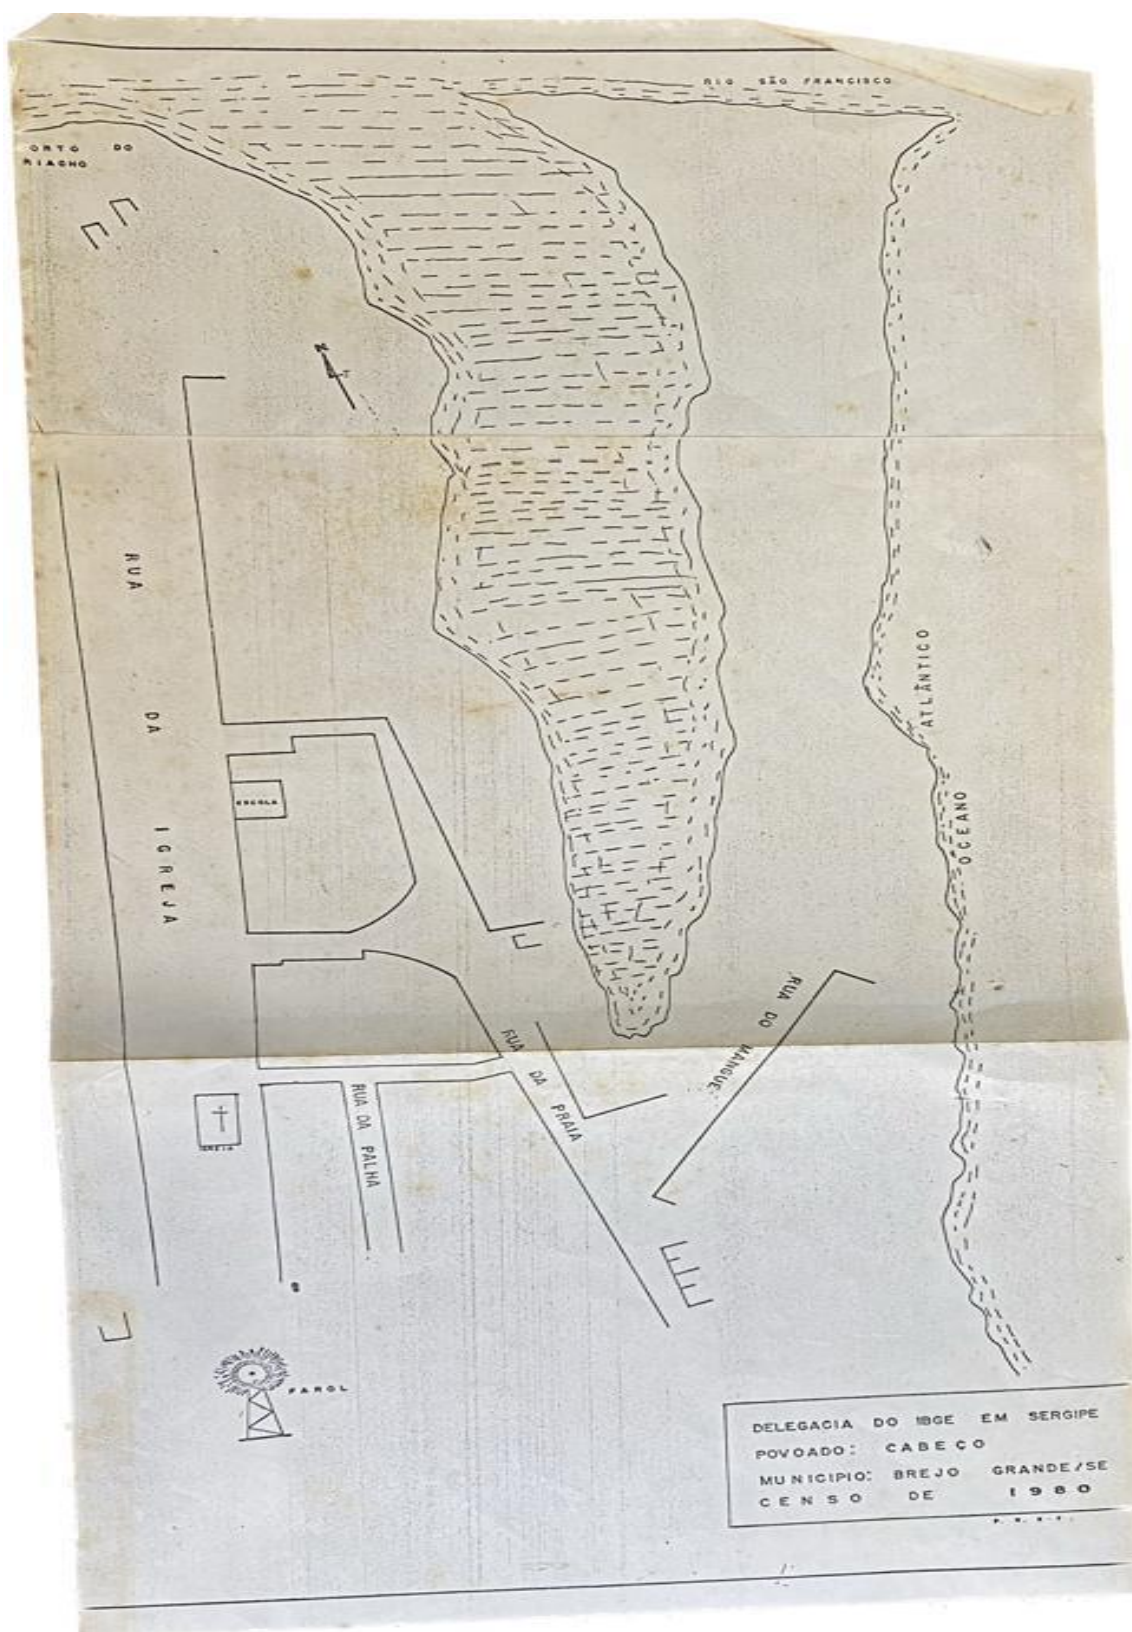 RIO SÃO FRANCISCO
ORTO DO
RIACHO
N
RUA DA IGREJA
ESCOLA
ATLÂNTICO
OCEANO
RUA DO MANGUE
RUA DA PRAIA
RUA DA PALHA
IGREJA
FAROL
DELEGACIA DO IBGE EM SERGIPE
POVOADO: CABEÇO
MUNICIPIO: BREJO GRANDE/SE
CENSO DE 1980